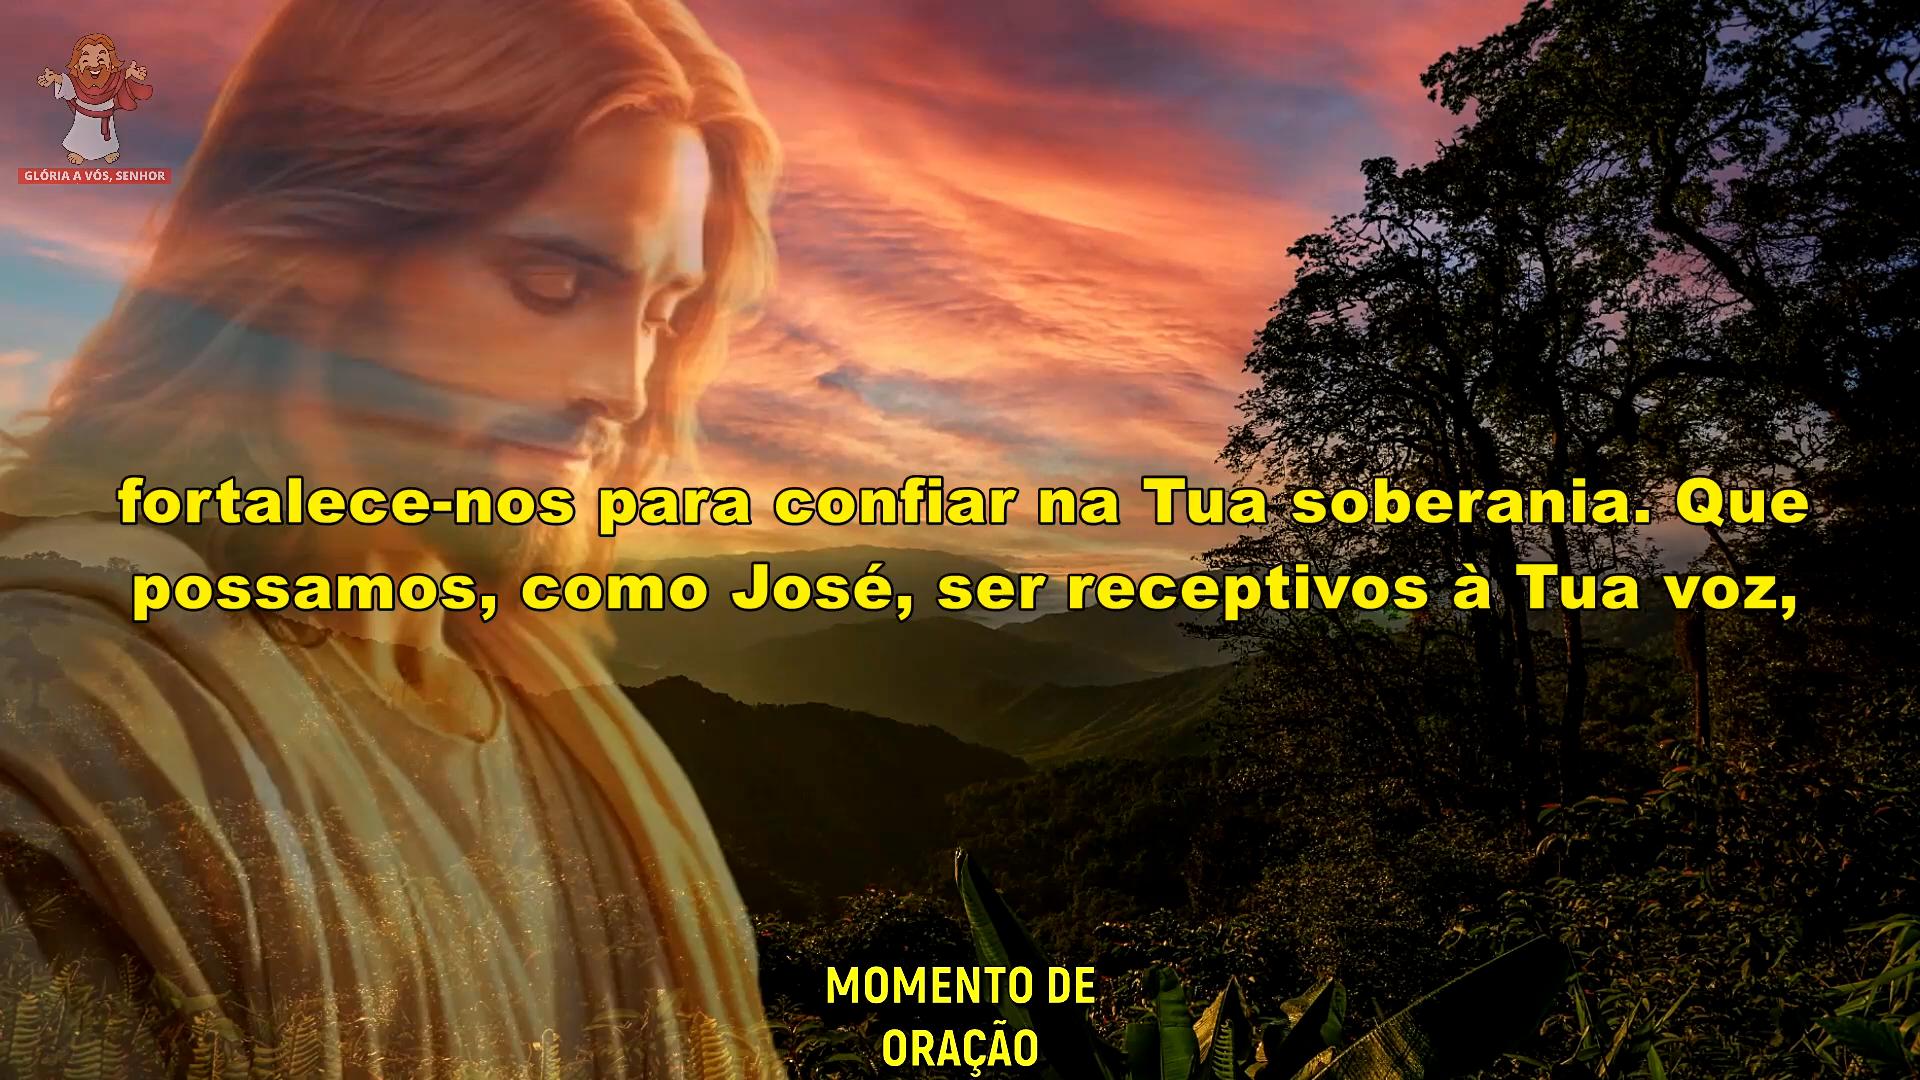 GLÓRIA A VÓS, SENHOR
fortalece-nos para confiar na Tua soberania. Que
possamos, como José, ser receptivos à Tua voz,
MOMENTO DE
ORAÇÃO